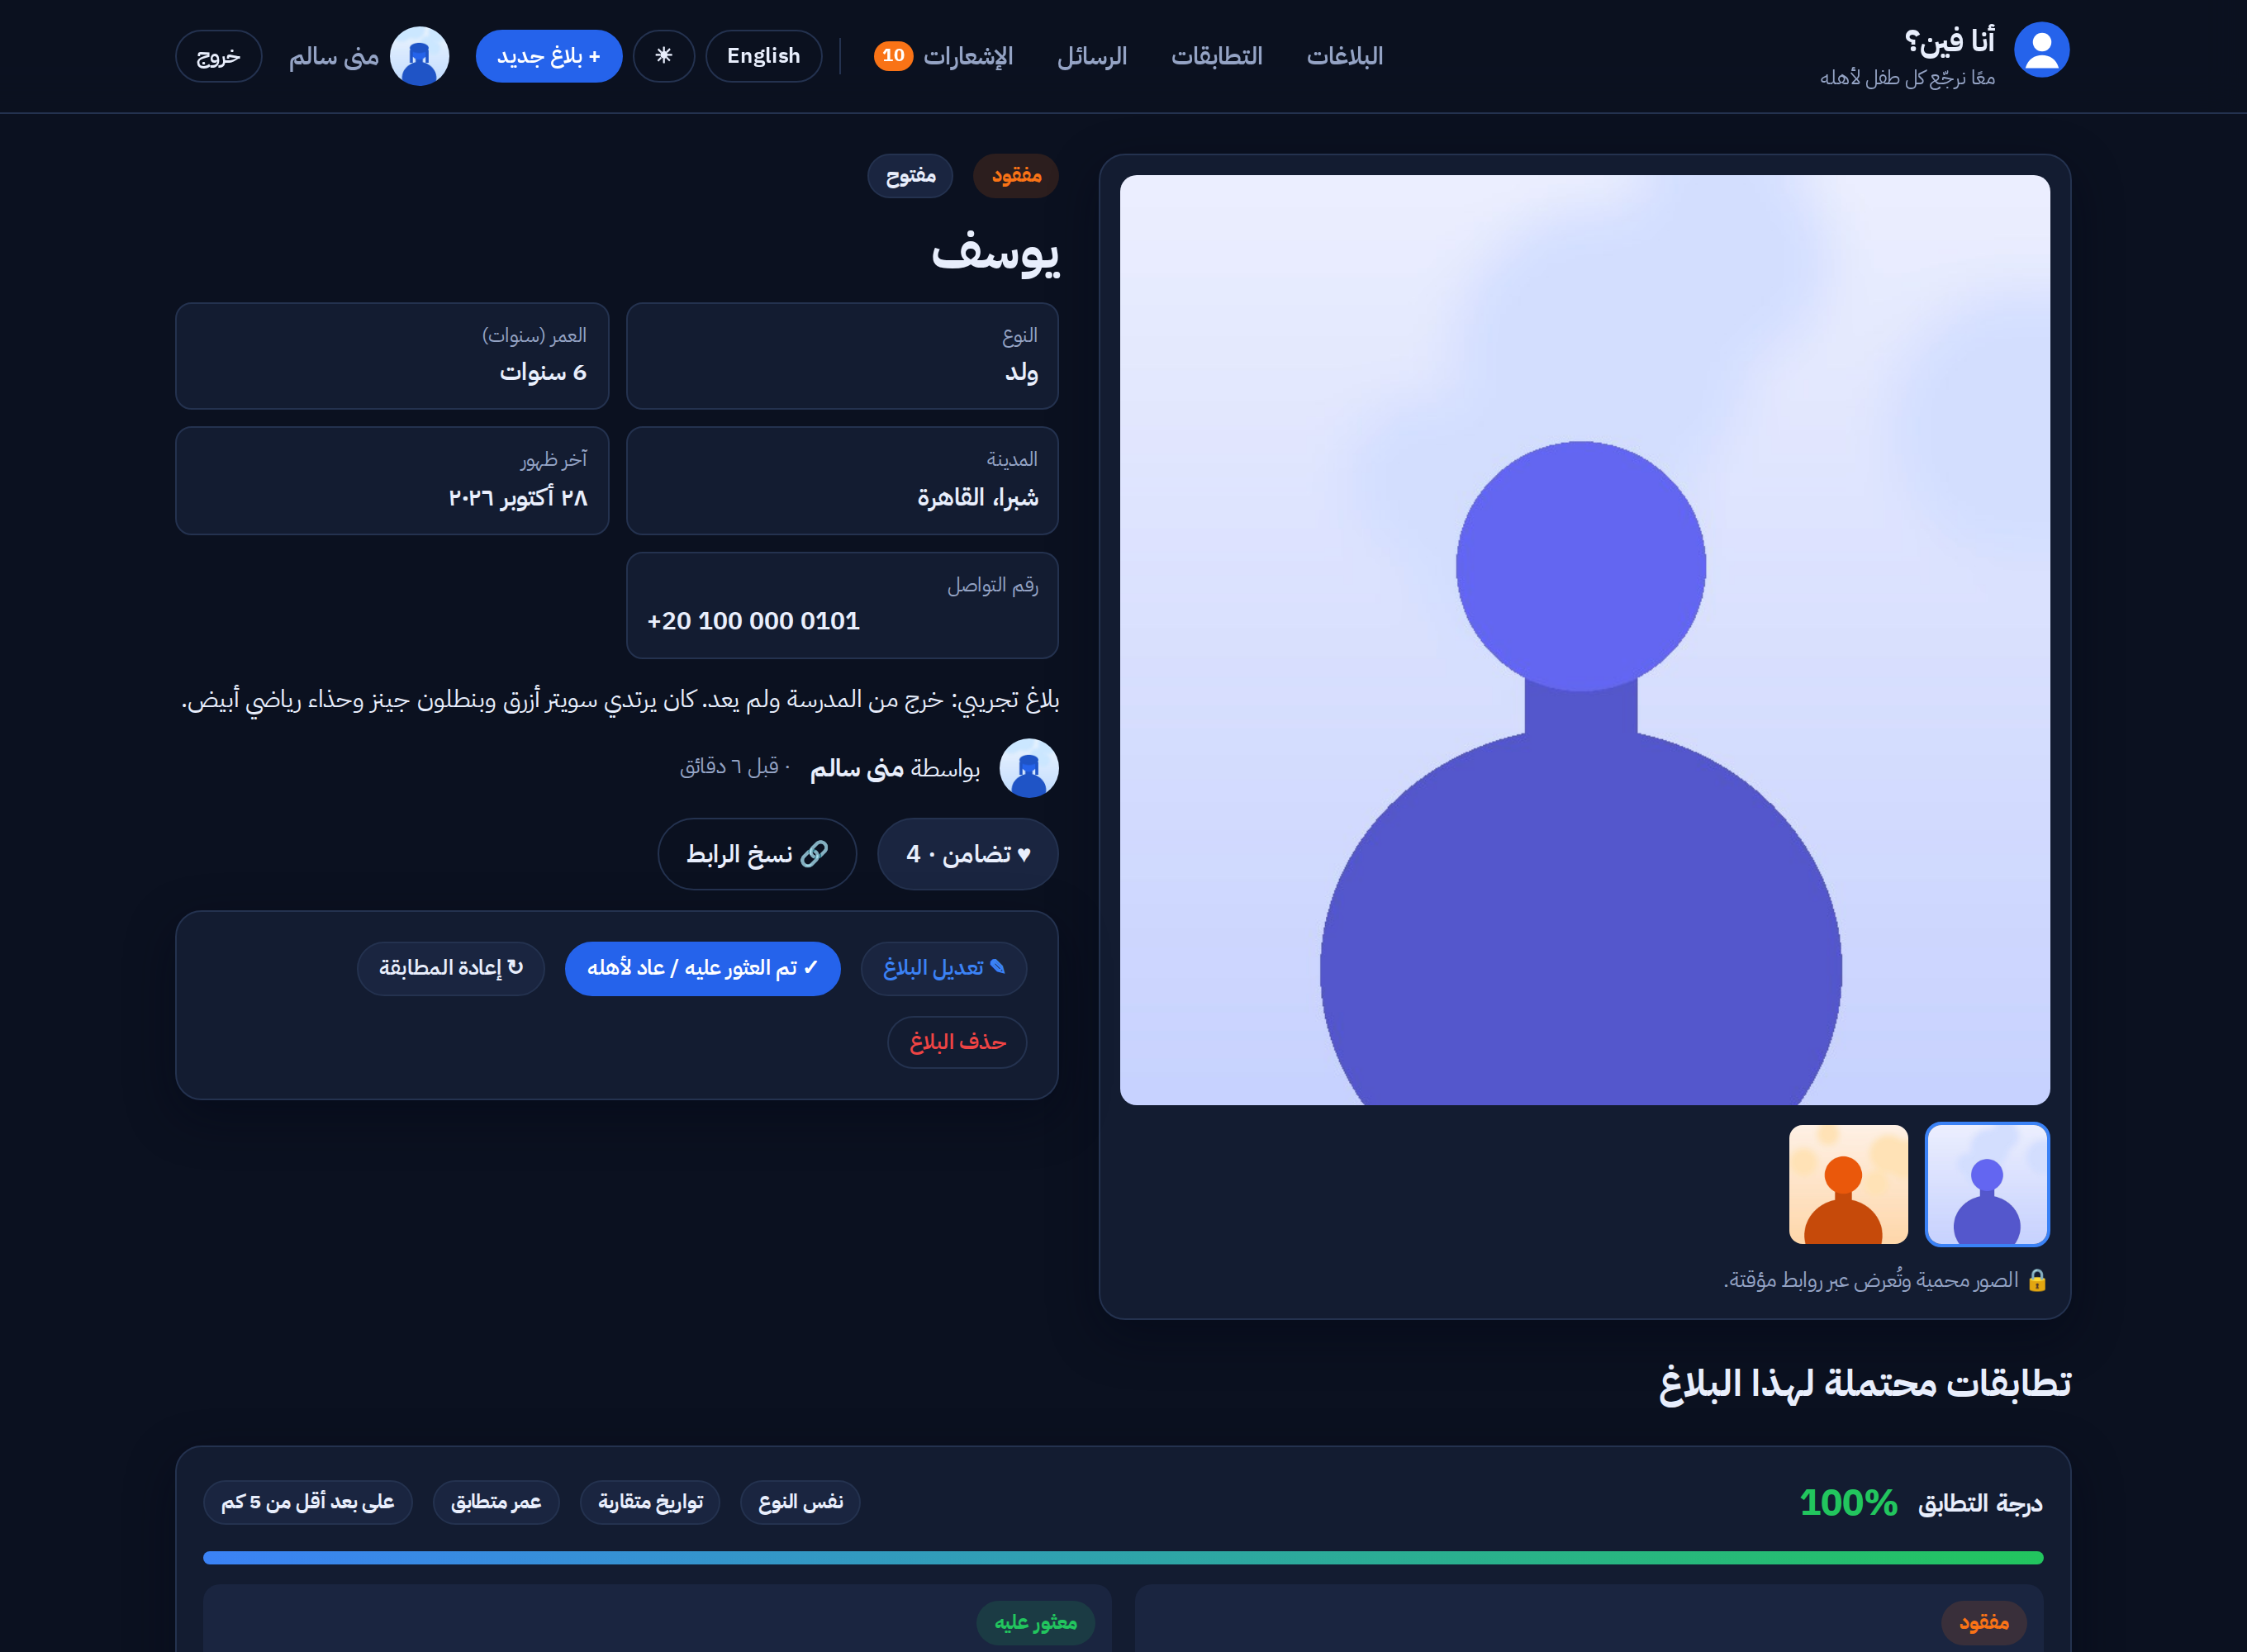 أنا فين؟
معًا نرجّع كل طفل لأهله
البلاغات
التطابقات
الرسائل
الإشعارات 10
English
☀
+ بلاغ جديد
منى سالم
خروج
مفقود
مفتوح
يوسف
النوع
ولد
العمر (سنوات)
6 سنوات
المدينة
شبرا، القاهرة
آخر ظهور
٢٨ أكتوبر ٢٠٢٦
رقم التواصل
+20 100 000 0101
بلاغ تجريبي: خرج من المدرسة ولم يعد. كان يرتدي سويتر أزرق وبنطلون جينز وحذاء رياضي أبيض.
بواسطة منى سالم · قبل ٦ دقائق
♥ تضامن · 4
🔗 نسخ الرابط
✎ تعديل البلاغ
✓ تم العثور عليه / عاد لأهله
↻ إعادة المطابقة
حذف البلاغ
🔒 الصور محمية وتُعرض عبر روابط مؤقتة.
تطابقات محتملة لهذا البلاغ
درجة التطابق 100%
نفس النوع
تواريخ متقاربة
عمر متطابق
على بعد أقل من 5 كم
مفقود
معثور عليه